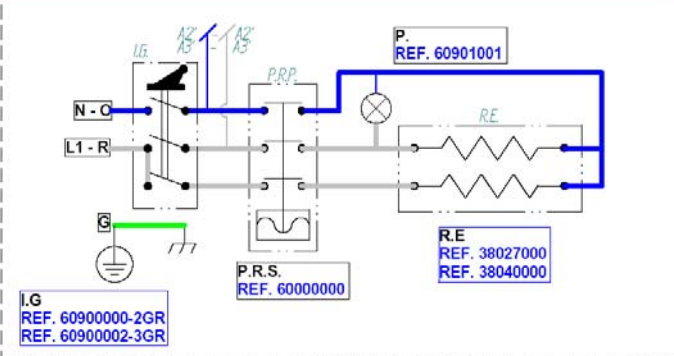 A2' A2'
A3' - A3'
I.G.
P.
REF. 60901001
P.R.P.
N - O
R.E.
L1 - R
G
R.E
REF. 38027000
REF. 38040000
P.R.S.
REF. 60000000
I.G
REF. 60900000-2GR
REF. 60900002-3GR